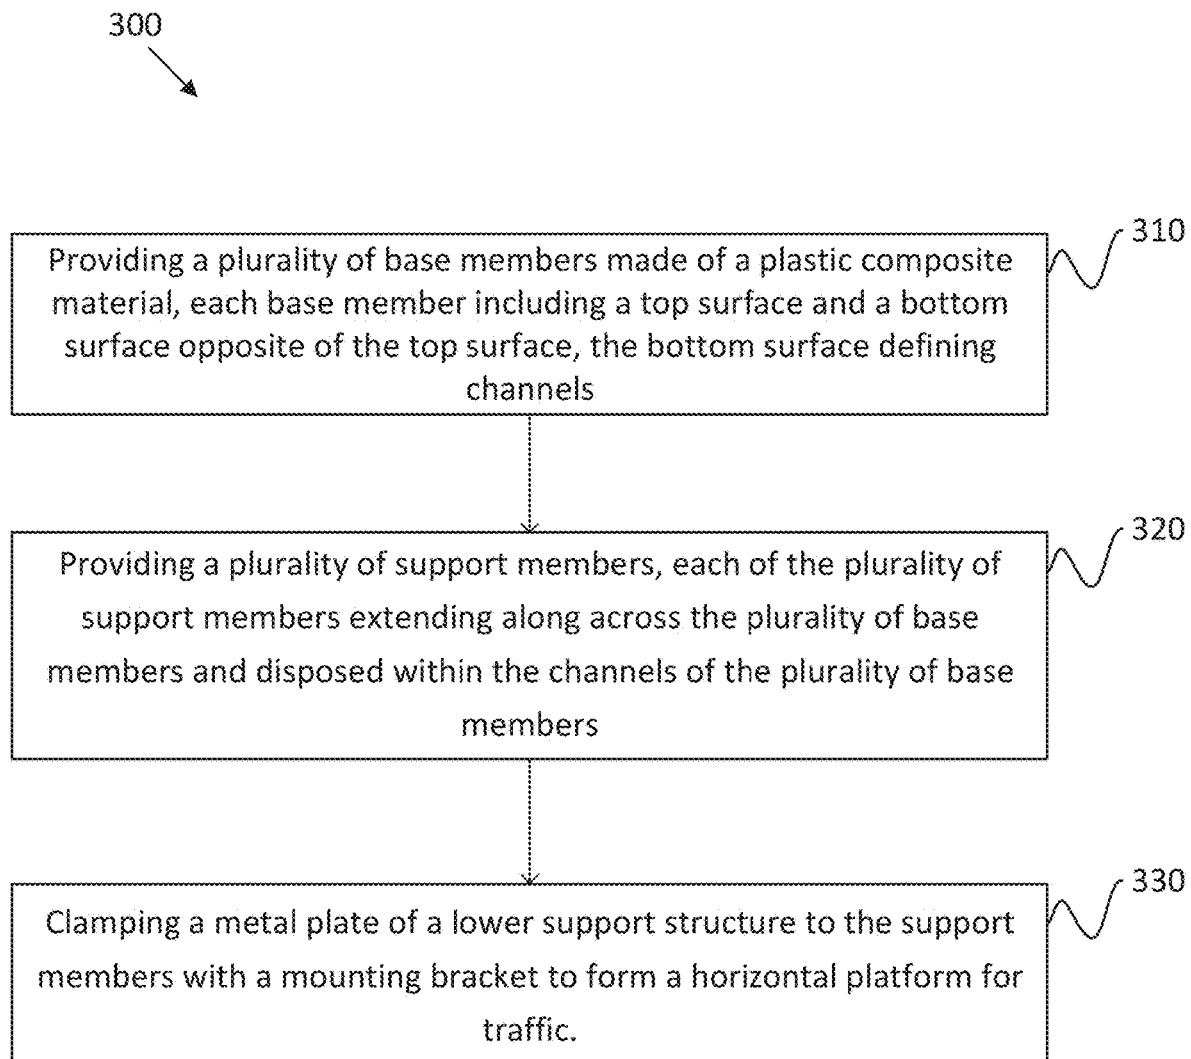 300
310
Providing a plurality of base members made of a plastic composite
material, each base member including a top surface and a bottom
surface opposite of the top surface, the bottom surface defining
channels
320
Providing a plurality of support members, each of the plurality of
support members extending along across the plurality of base
members and disposed within the channels of the plurality of base
members
330
Clamping a metal plate of a lower support structure to the support
members with a mounting bracket to form a horizontal platform for
traffic.